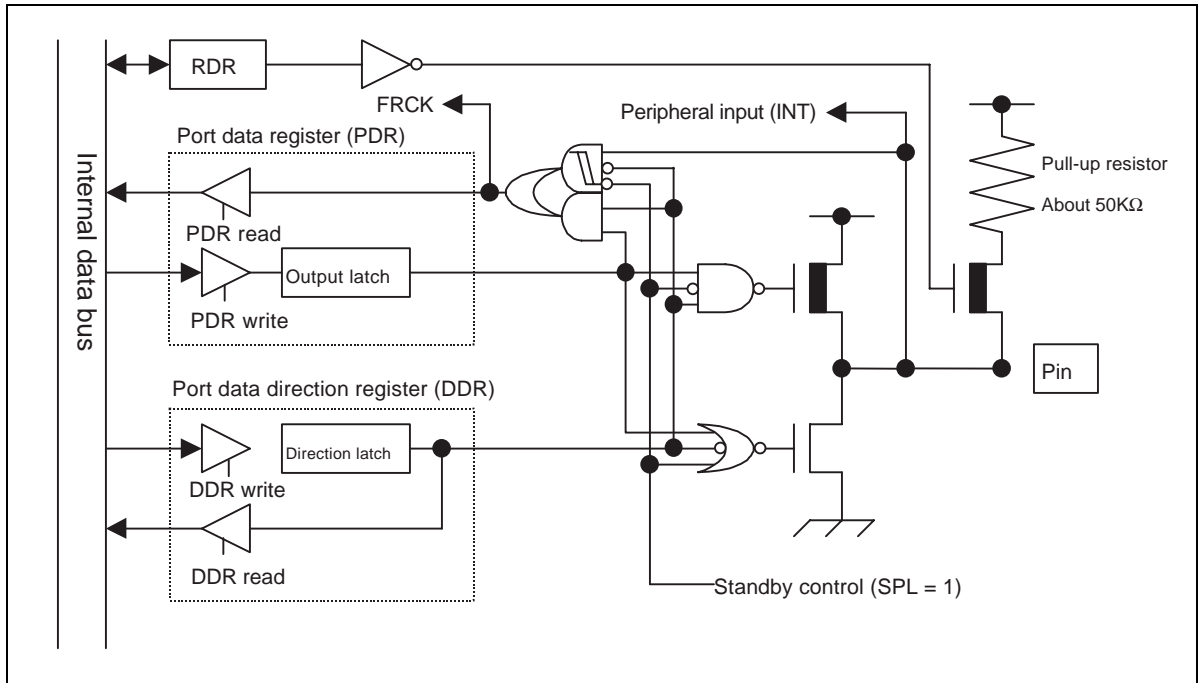 RDR
FRCK
Peripheral input (INT)
Port data register (PDR)
Pull-up resistor
About 50KΩ
Internal data bus
PDR read
Output latch
PDR write
Pin
Port data direction register (DDR)
Direction latch
DDR write
DDR read
Standby control (SPL = 1)